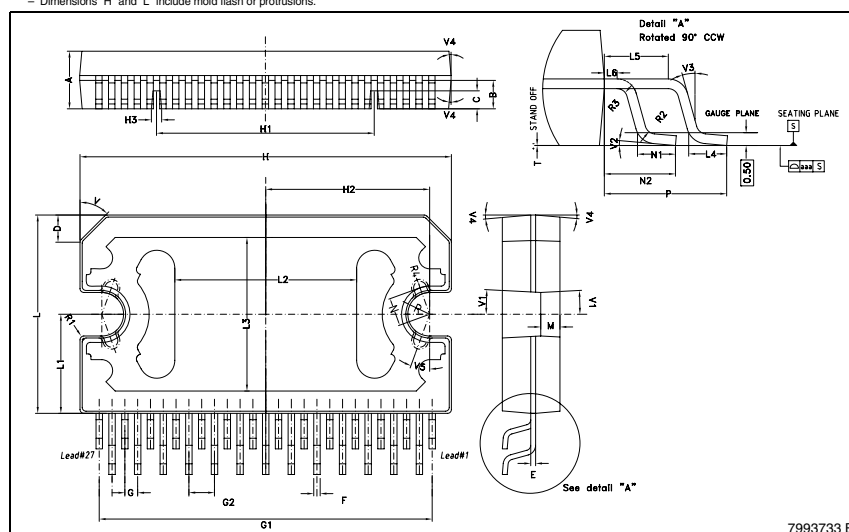 – Dimensions "H" and "L" include mold flash or protrusions.
Detail "A"
Rotated 90° CCW
V4
L5
A
L6
V3
B
C
H3
H1
V4
R3
R2
GAUGE PLANE
SEATING PLANE
STAND OFF
S
V2
T
N1
L4
0.50
aaa S
N2
P
H
H2
V
D
V4
V4
L2
R4
L
L3
N
R
V1
V1
R1
L1
M
V5
Lead#27
Lead#1
G
G2
F
E
See detail "A"
G1
7993733 E